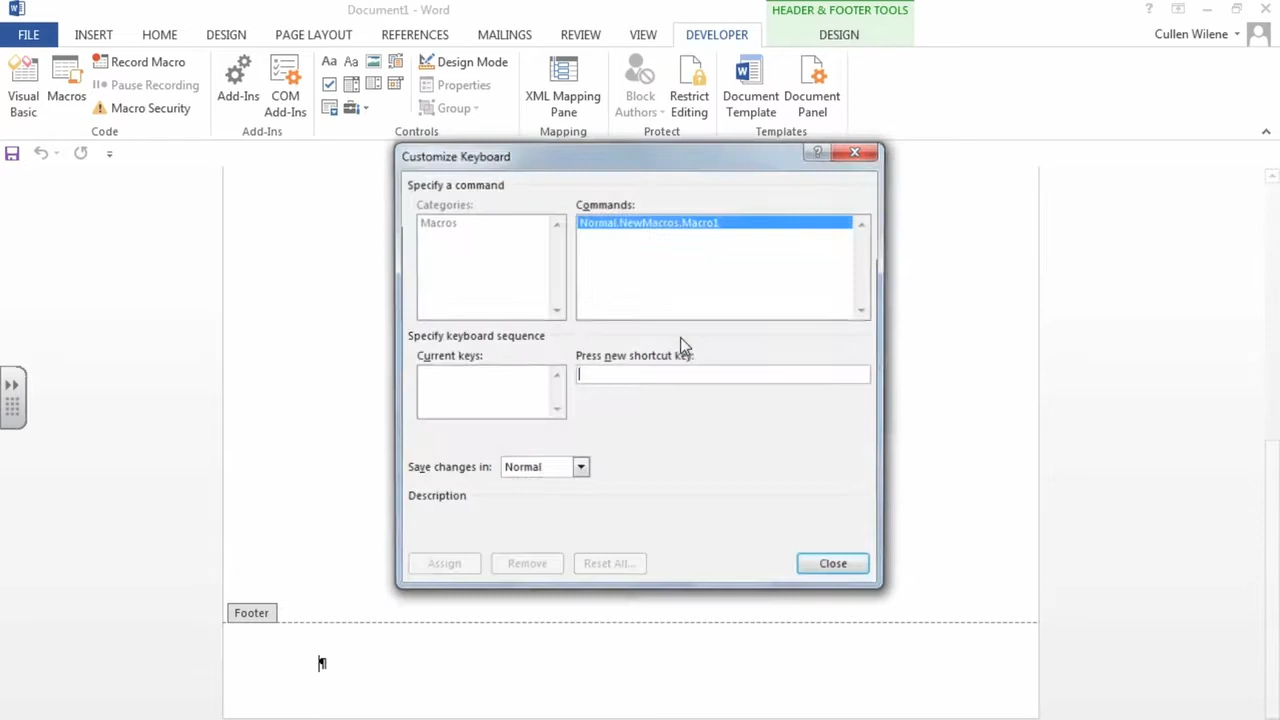 Document1 - Word
HEADER & FOOTER TOOLS
?
FILE
INSERT
HOME
DESIGN
PAGE LAYOUT
REFERENCES
MAILINGS
REVIEW
VIEW
DEVELOPER
DESIGN
Cullen Wilene
Visual Basic
Macros
Record Macro
Pause Recording
Macro Security
Code
Add-Ins
COM Add-Ins
Add-Ins
Aa Aa
Design Mode
Properties
Group
Controls
XML Mapping Pane
Mapping
Block Authors
Restrict Editing
Protect
Document Template
Document Panel
Templates
Customize Keyboard
?
Specify a command
Categories:
Commands:
Macros
Normal.NewMacros.Macro1
Specify keyboard sequence
Current keys:
Press new shortcut key:
Save changes in:
Normal
Description
Assign
Remove
Reset All...
Close
Footer
¶